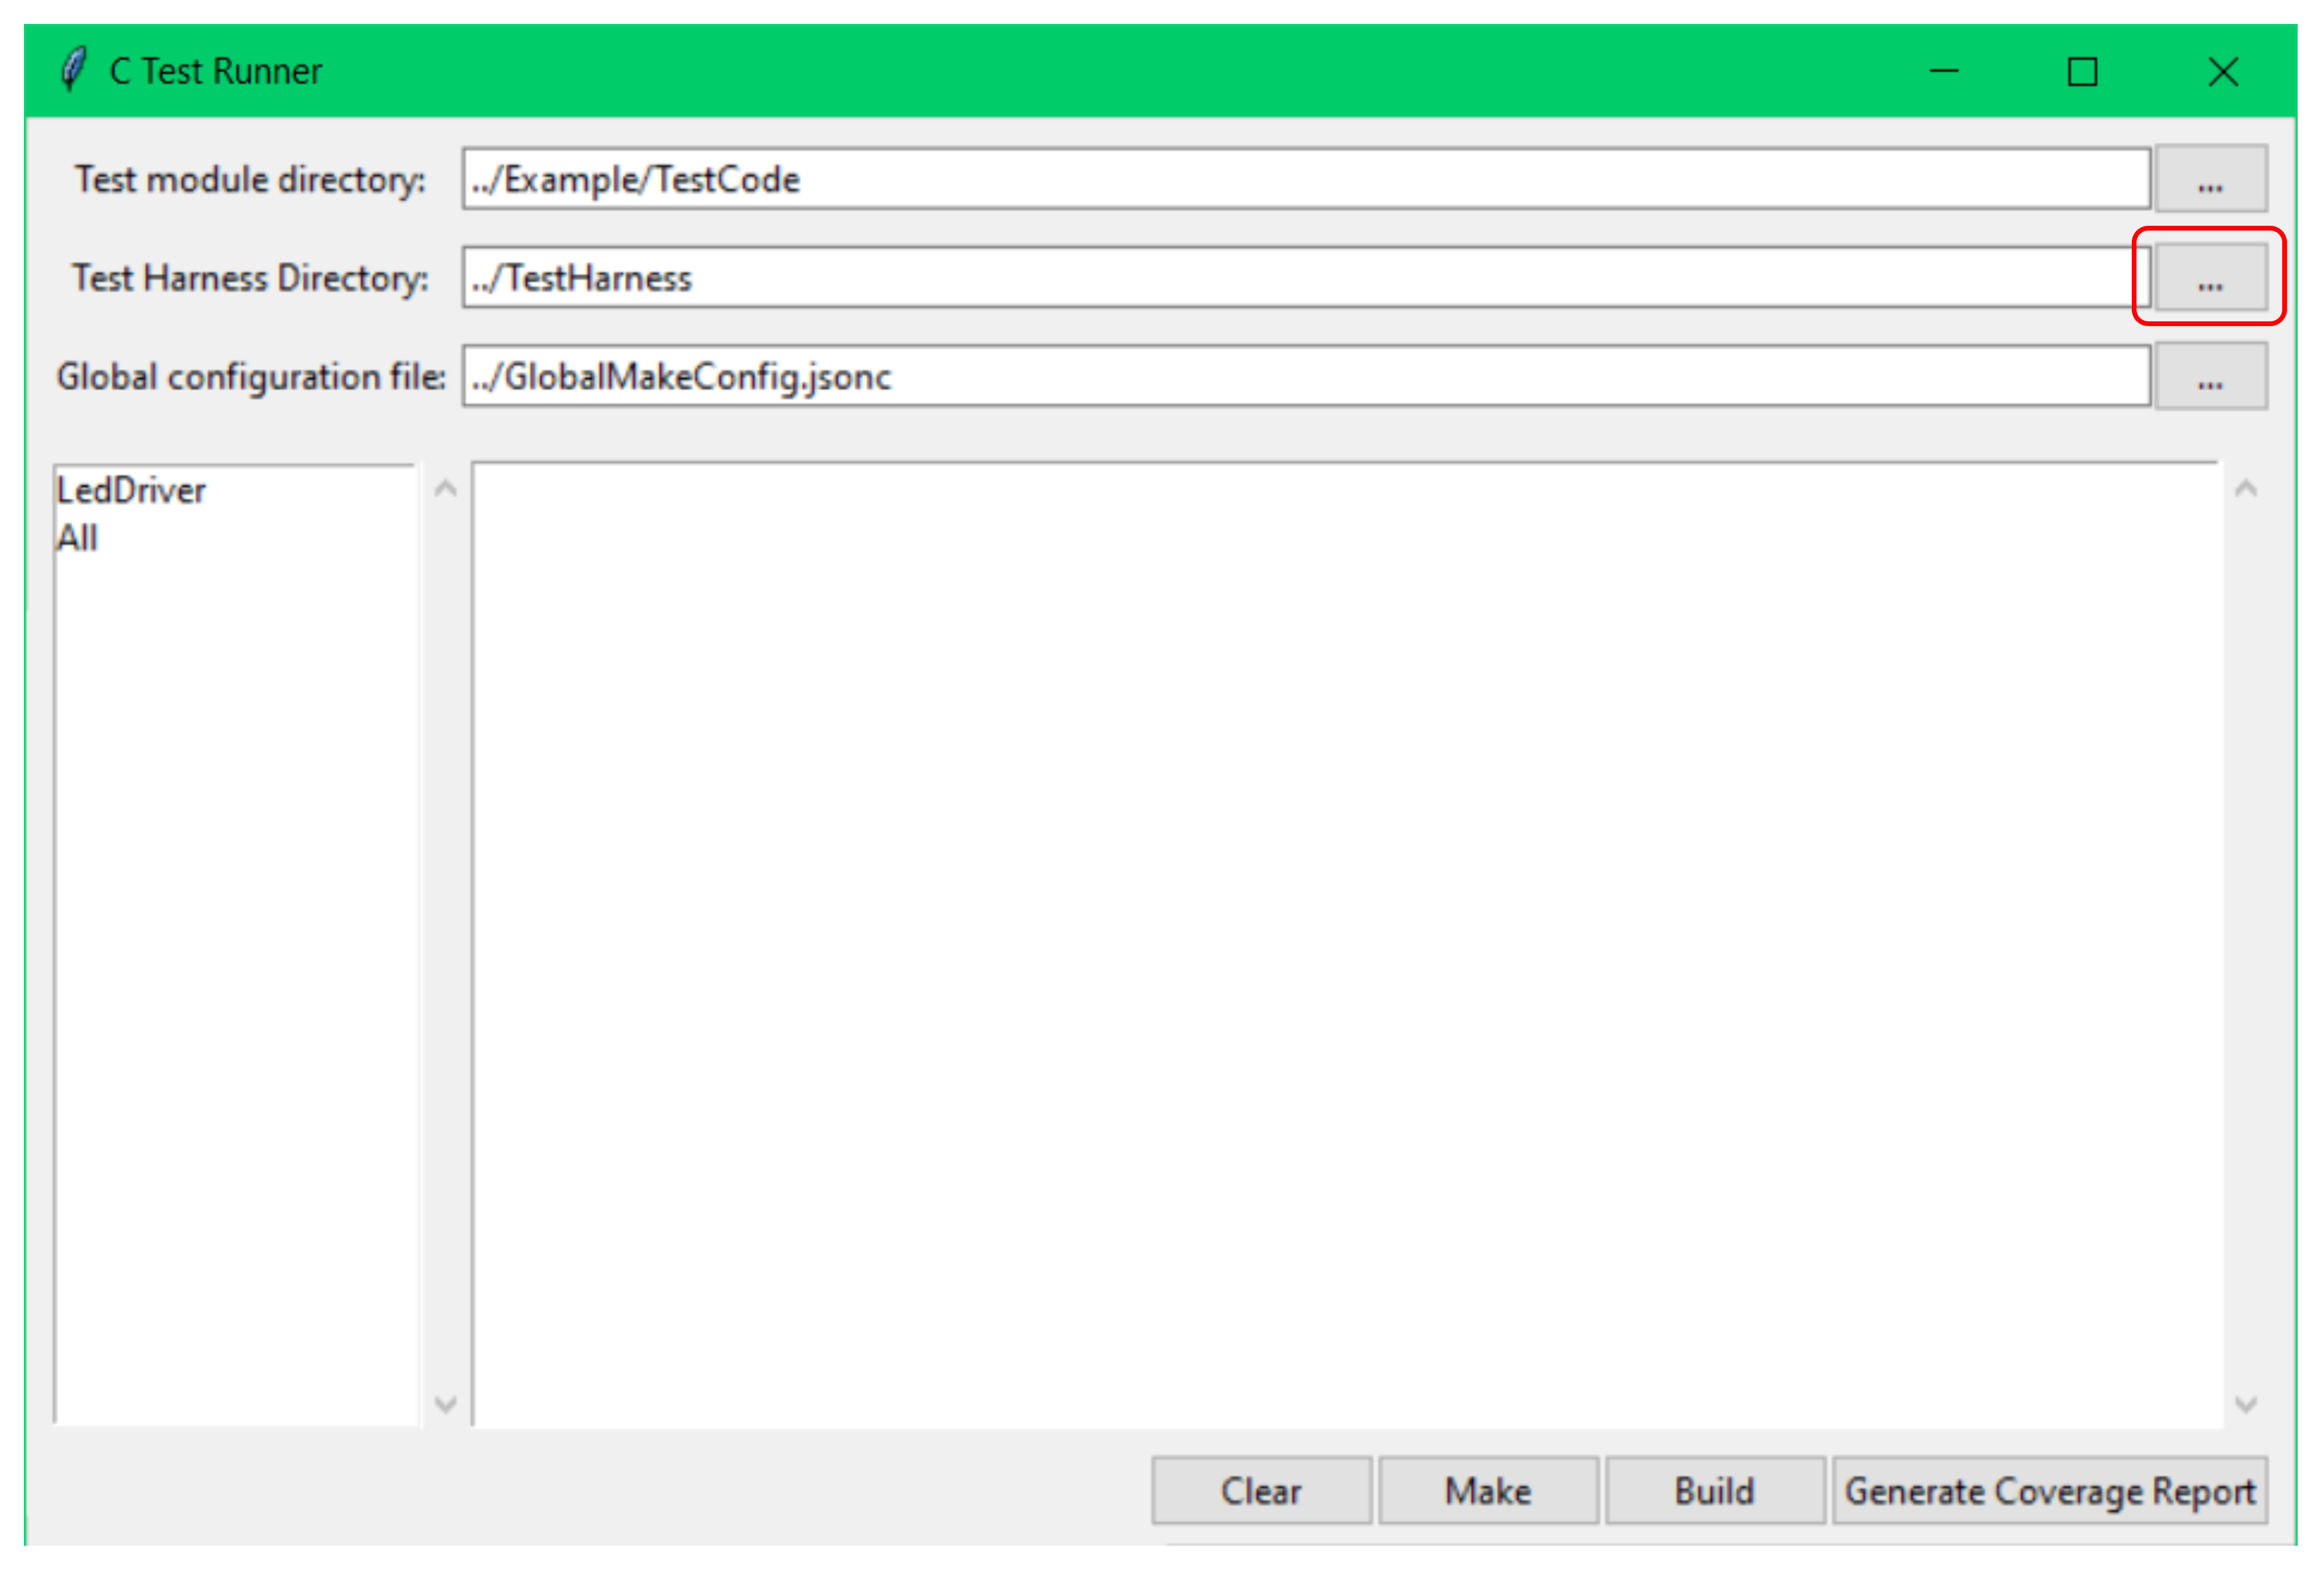 C Test Runner
Test module directory: ../Example/TestCode ...
Test Harness Directory: ../TestHarness ...
Global configuration file: ../GlobalMakeConfig.jsonc ...
LedDriver
All
Clear Make Build Generate Coverage Report